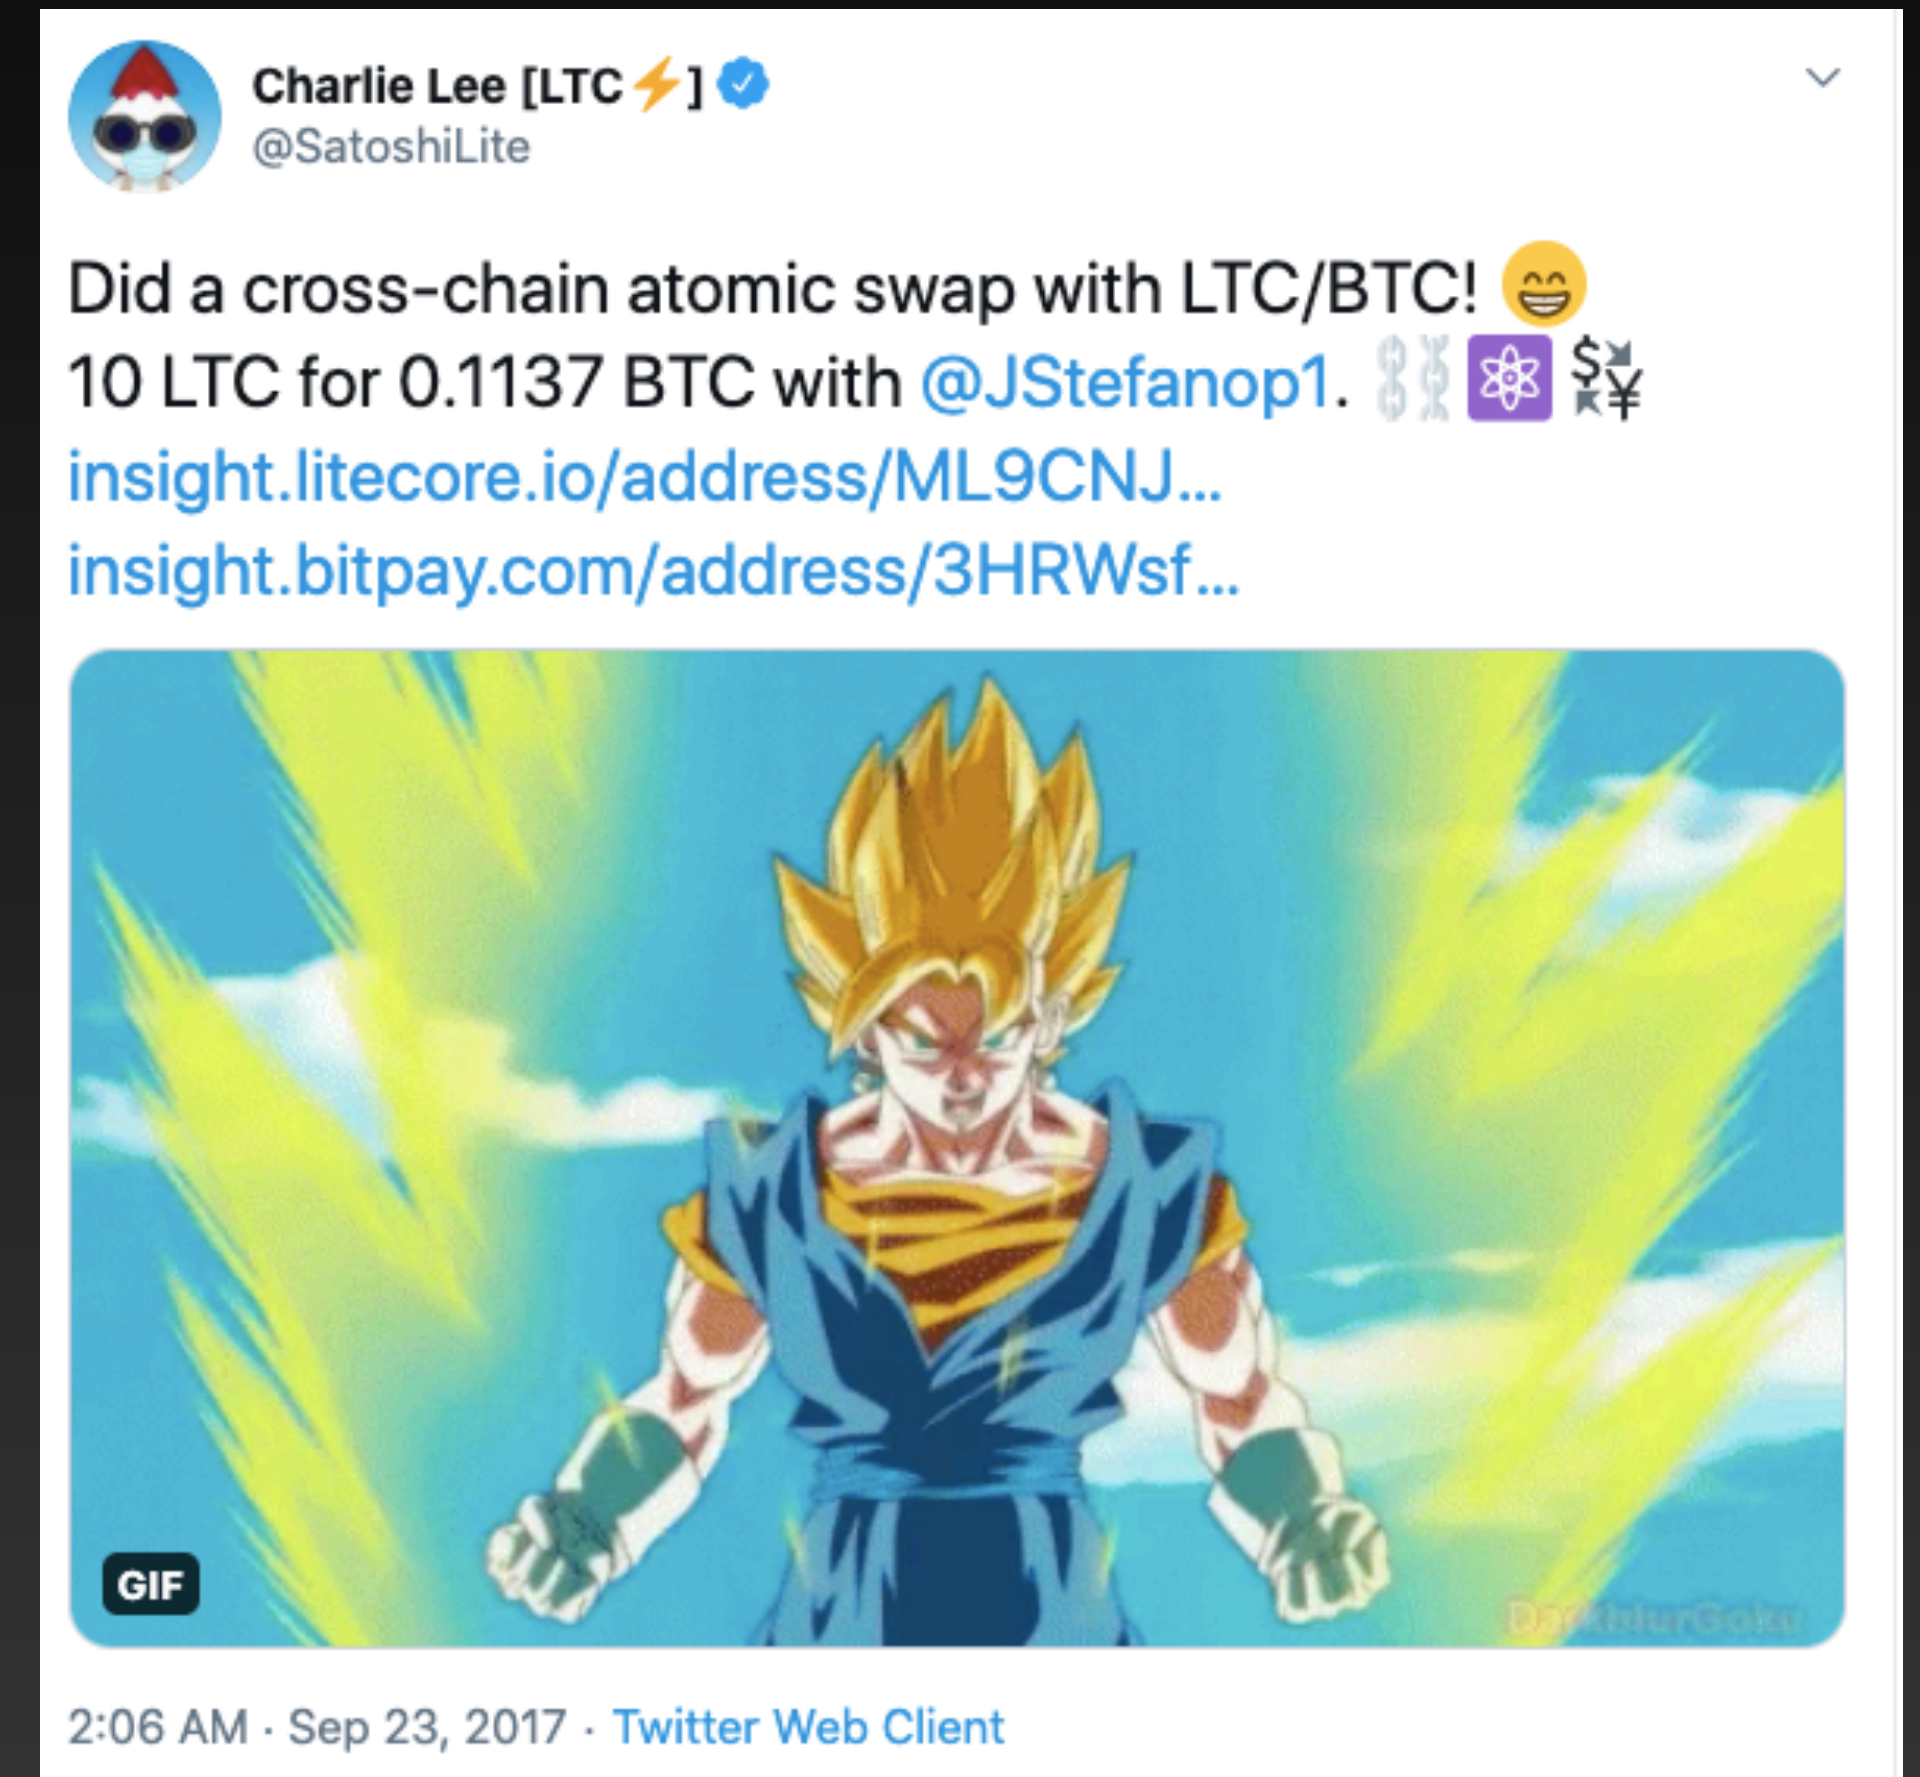 Charlie Lee [LTC⚡]
@SatoshiLite
Did a cross-chain atomic swap with LTC/BTC! 😁
10 LTC for 0.1137 BTC with @JStefanop1. ⛓️⚛️💱
insight.litecore.io/address/ML9CNJ…
insight.bitpay.com/address/3HRWsf…
GIF
2:06 AM · Sep 23, 2017 · Twitter Web Client